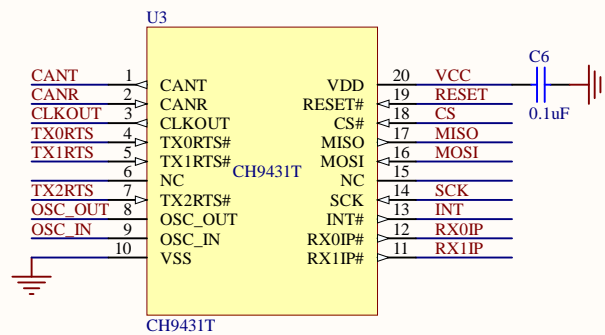 U3
CANT 1 CANT VDD 20 VCC C6
CANR 2 CANR RESET# 19 RESET
CLKOUT 3 CLKOUT CS# 18 CS 0.1uF
TX0RTS 4 TX0RTS# MISO 17 MISO
TX1RTS 5 TX1RTS# MOSI 16 MOSI
6 NC CH9431T NC 15
TX2RTS 7 TX2RTS# SCK 14 SCK
OSC_OUT 8 OSC_OUT INT# 13 INT
OSC_IN 9 OSC_IN RX0IP# 12 RX0IP
10 VSS RX1IP# 11 RX1IP
CH9431T